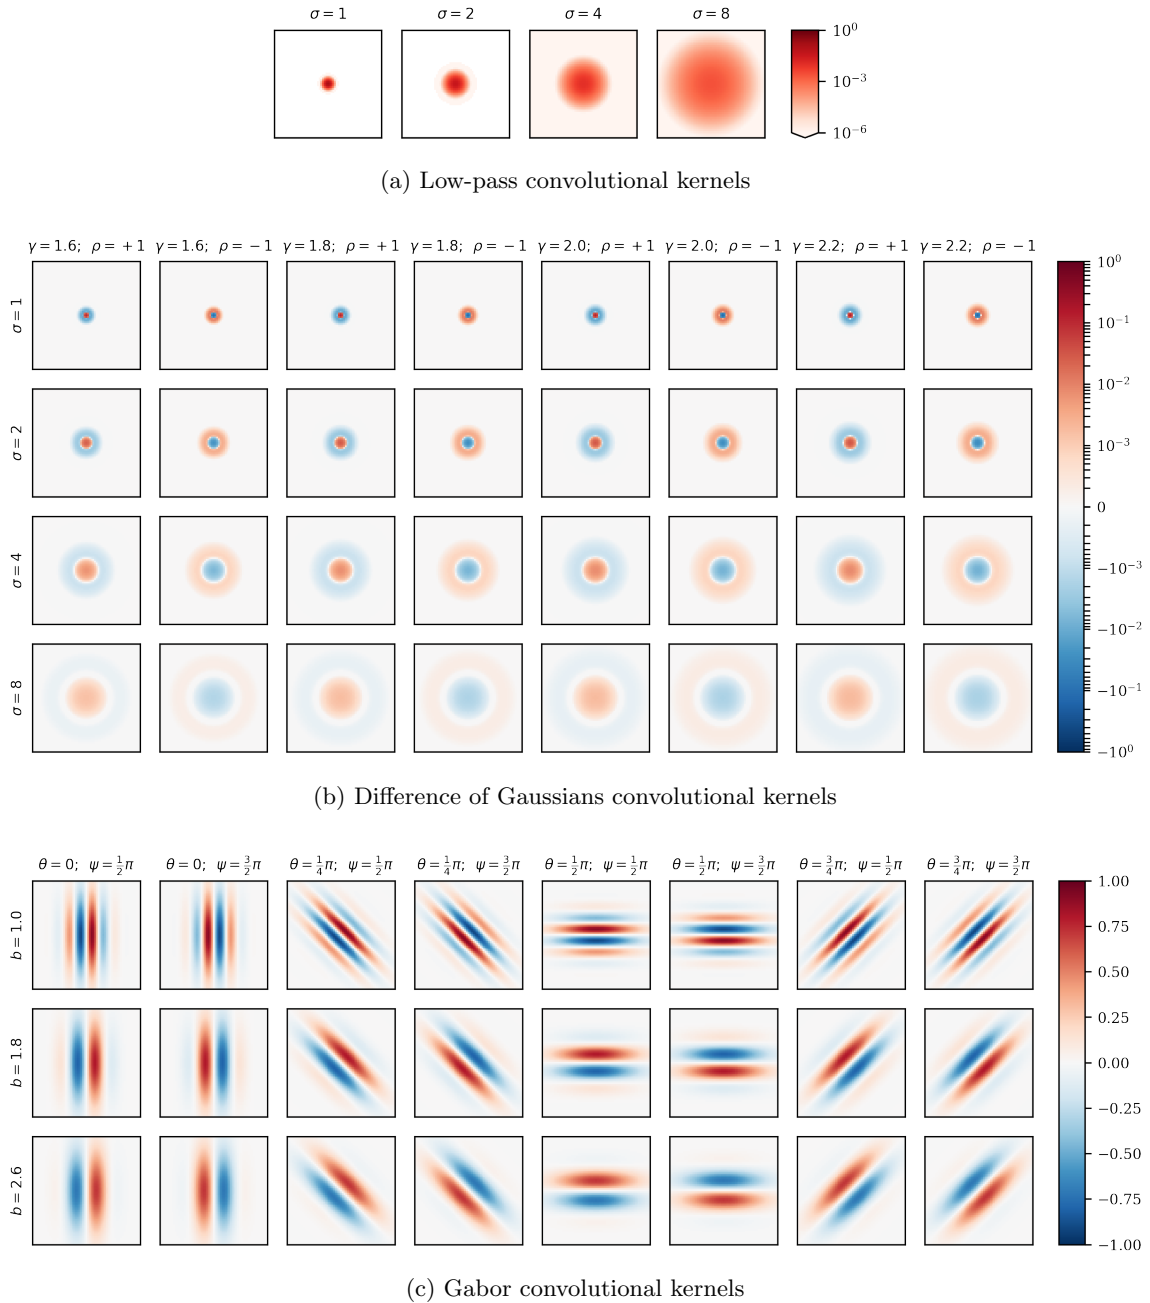 σ = 1 σ = 2 σ = 4 σ = 8
10⁰
10⁻³
10⁻⁶
(a) Low-pass convolutional kernels
γ = 1.6; ρ = +1 γ = 1.6; ρ = −1 γ = 1.8; ρ = +1 γ = 1.8; ρ = −1 γ = 2.0; ρ = +1 γ = 2.0; ρ = −1 γ = 2.2; ρ = +1 γ = 2.2; ρ = −1
σ = 1
σ = 2
σ = 4
σ = 8
10⁰
10⁻¹
10⁻²
10⁻³
0
−10⁻³
−10⁻²
−10⁻¹
−10⁰
(b) Difference of Gaussians convolutional kernels
θ = 0; ψ = ½π θ = 0; ψ = 3/2π θ = ¼π; ψ = ½π θ = ¼π; ψ = 3/2π θ = ½π; ψ = ½π θ = ½π; ψ = 3/2π θ = ¾π; ψ = ½π θ = ¾π; ψ = 3/2π
b = 1.0
b = 1.8
b = 2.6
1.00
0.75
0.50
0.25
0.00
−0.25
−0.50
−0.75
−1.00
(c) Gabor convolutional kernels